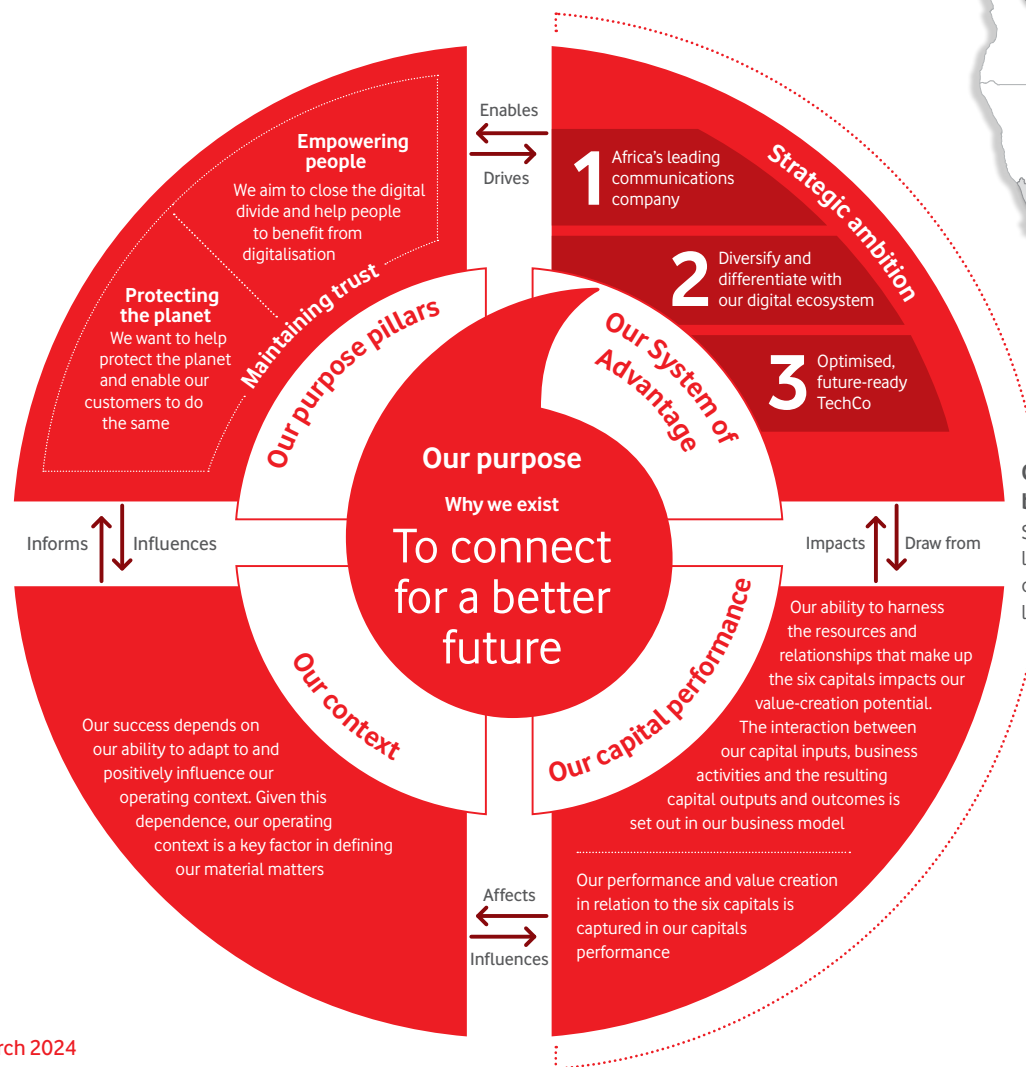 Enables
Drives
Empowering
people
We aim to close the digital
divide and help people
to benefit from
digitalisation
Protecting
the planet
We want to help
protect the planet
and enable our
customers to do
the same
Maintaining trust
Our purpose pillars
1
Africa's leading
communications
company
2
Diversify and
differentiate with
our digital ecosystem
3
Optimised,
future-ready
TechCo
Strategic ambition
Our System of
Advantage
Our purpose
Why we exist
To connect
for a better
future
Informs
Influences
Impacts
Draw from
Our context
Our success depends on
our ability to adapt to and
positively influence our
operating context. Given this
dependence, our operating
context is a key factor in defining
our material matters
Our capital performance
Our ability to harness
the resources and
relationships that make up
the six capitals impacts our
value-creation potential.
The interaction between
our capital inputs, business
activities and the resulting
capital outputs and outcomes is
set out in our business model
Our performance and value creation
in relation to the six capitals is
captured in our capitals
performance
Affects
Influences
2024